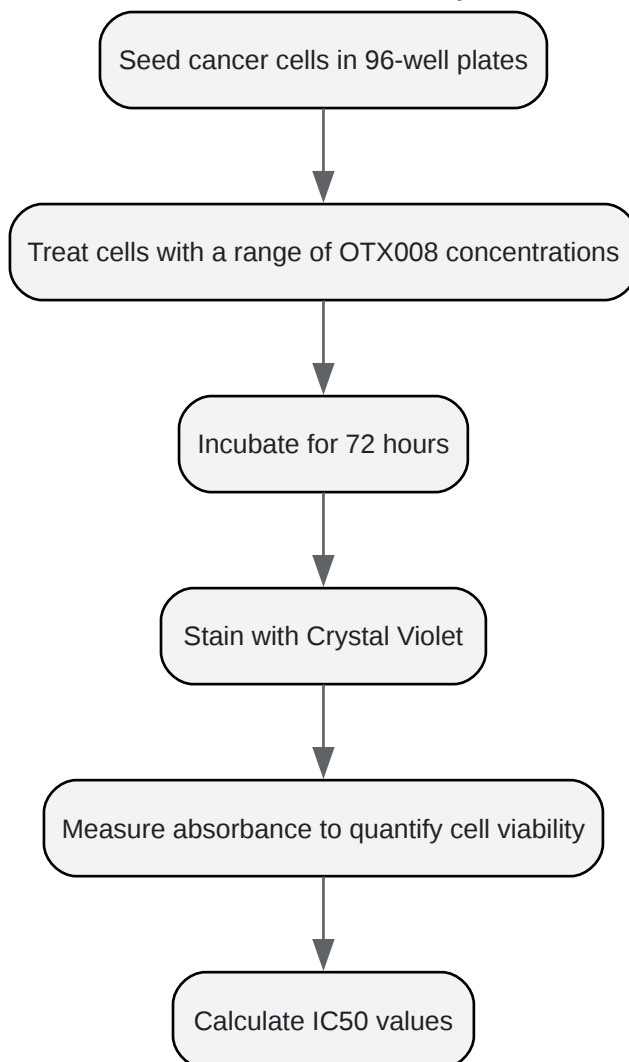 Seed cancer cells in 96-well plates
Treat cells with a range of OTX008 concentrations
Incubate for 72 hours
Stain with Crystal Violet
Measure absorbance to quantify cell viability
Calculate IC50 values